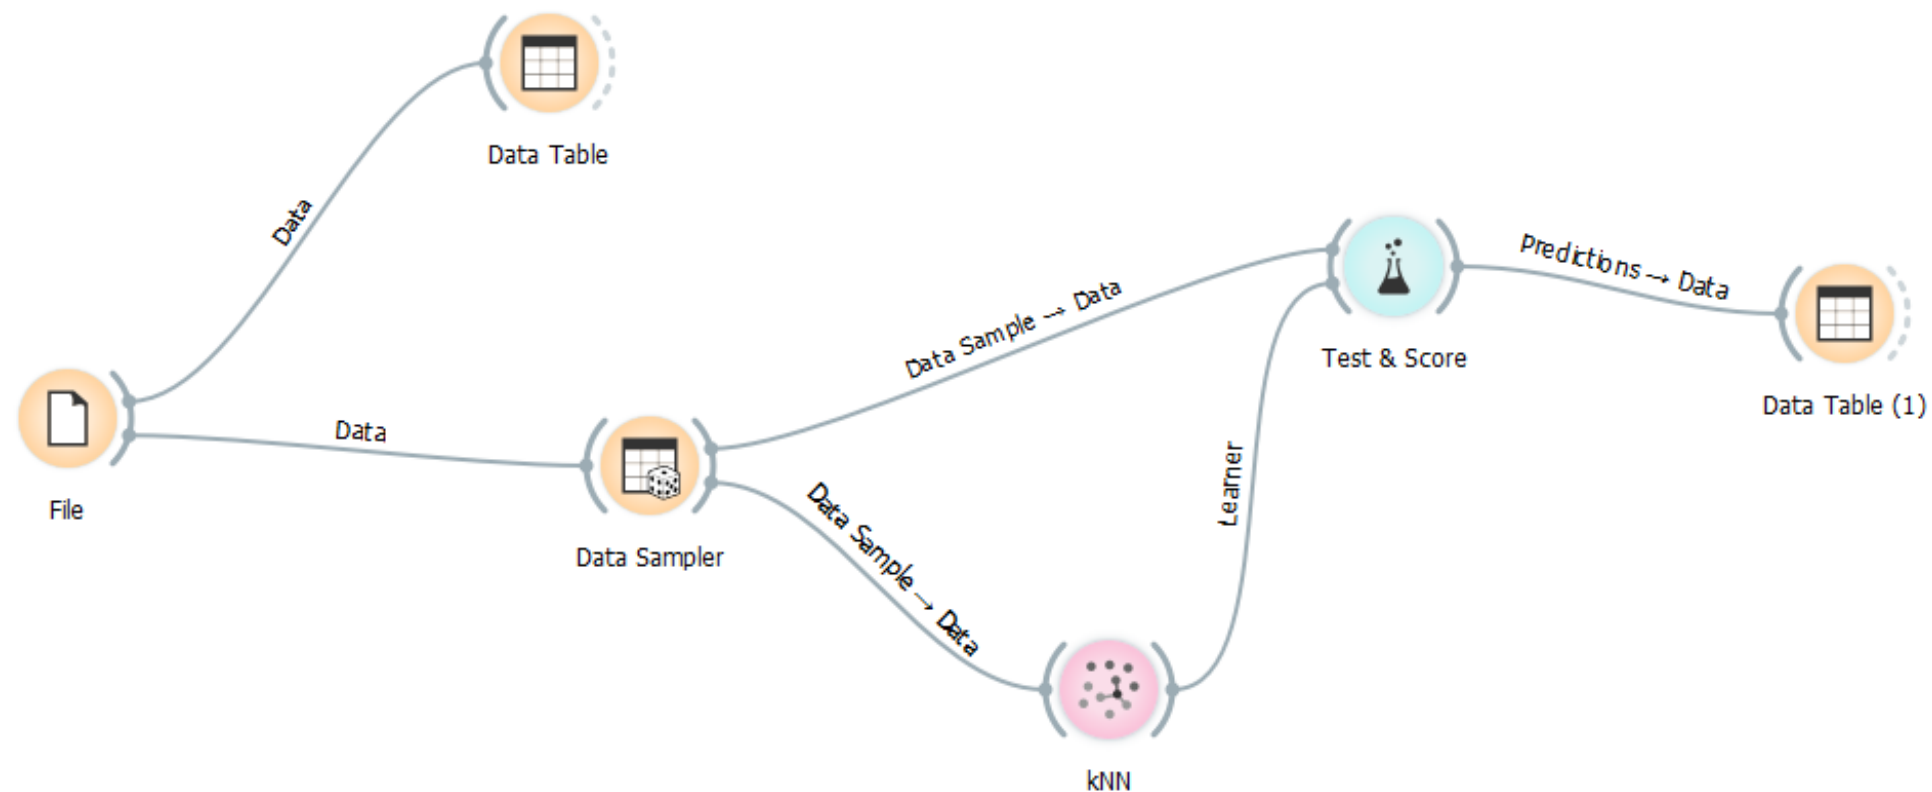 Data Table
Data
Predictions → Data
Data Sample → Data
Test & Score
Data Table (1)
Data
Learner
File
Data Sample → Data
Data Sampler
kNN